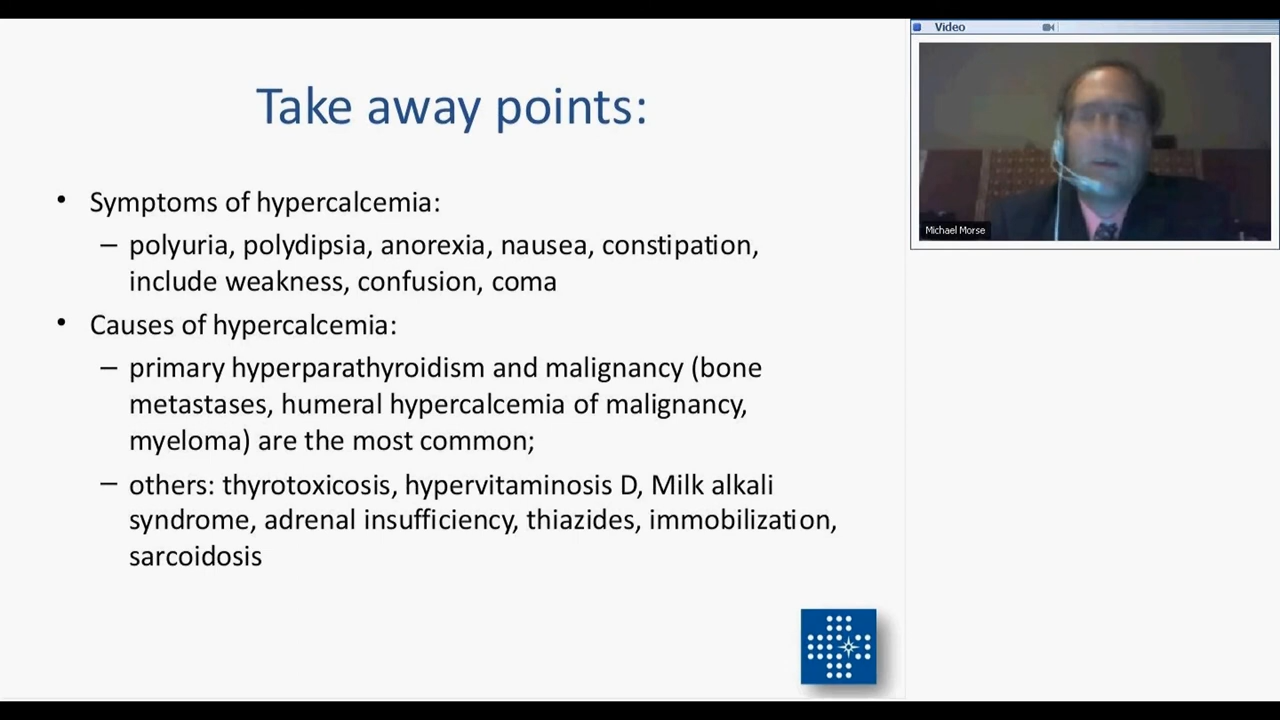 Take away points:
• Symptoms of hypercalcemia:
– polyuria, polydipsia, anorexia, nausea, constipation,
include weakness, confusion, coma
• Causes of hypercalcemia:
– primary hyperparathyroidism and malignancy (bone
metastases, humeral hypercalcemia of malignancy,
myeloma) are the most common;
– others: thyrotoxicosis, hypervitaminosis D, Milk alkali
syndrome, adrenal insufficiency, thiazides, immobilization,
sarcoidosis
Video
Michael Morse